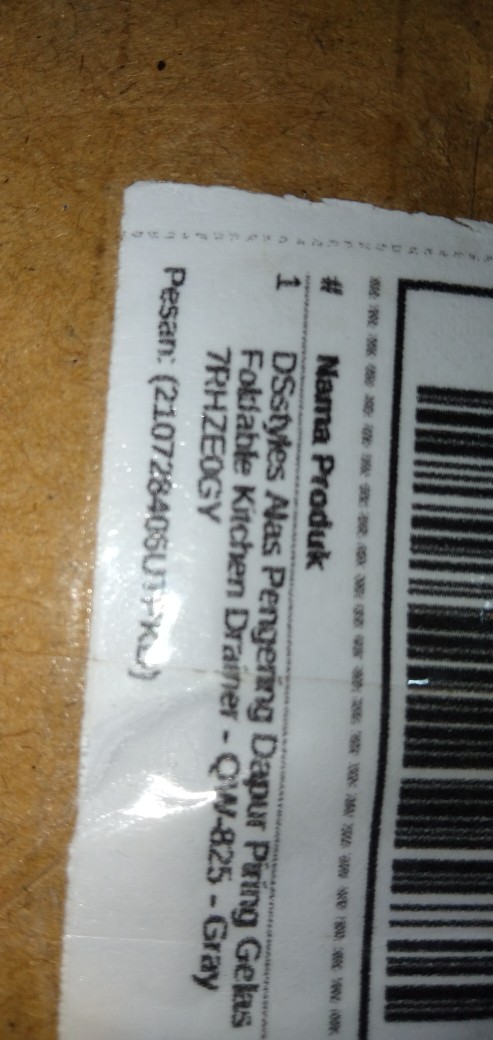 # Nama Produk
1 DSstyles Alas Pengering Dapur Piring Gelas
Foldable Kitchen Drainer - QW-825 - Gray
7RHZE0GY
Pesan: